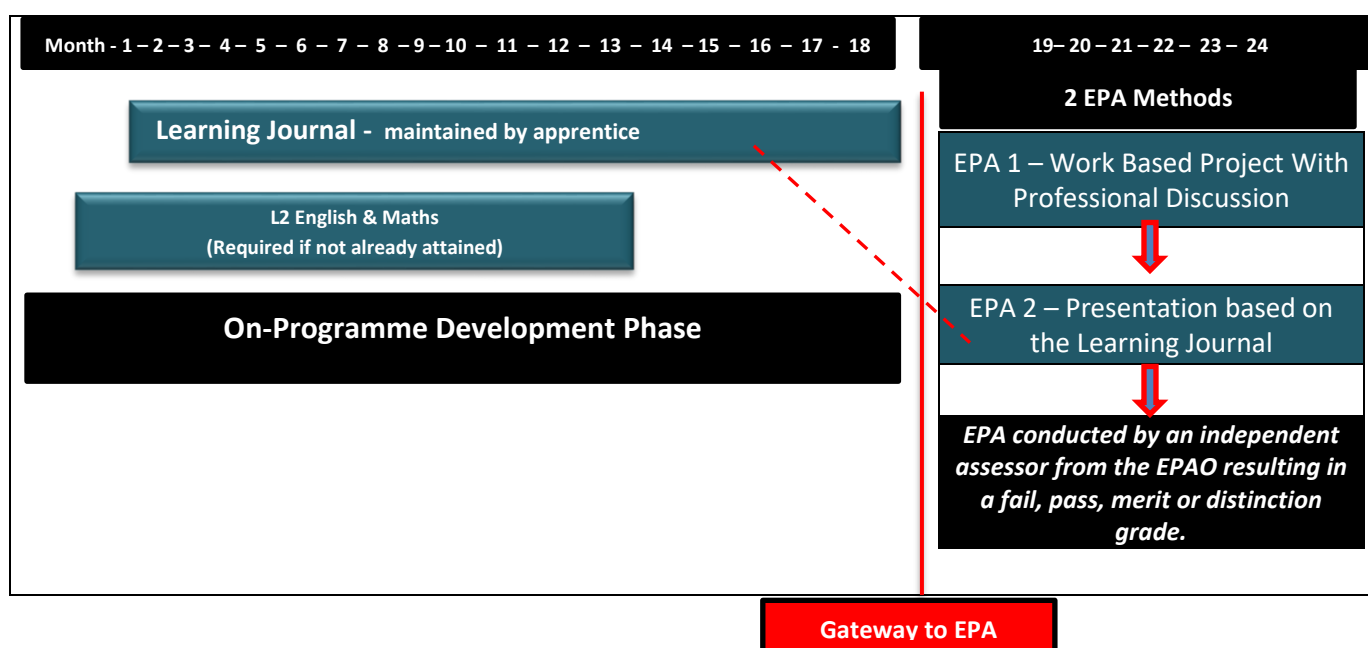 Month - 1 – 2 – 3 – 4 – 5 – 6 – 7 – 8 – 9 – 10 – 11 – 12 – 13 – 14 – 15 – 16 – 17 - 18
19– 20 – 21 – 22 – 23 – 24
2 EPA Methods
Learning Journal - maintained by apprentice
EPA 1 – Work Based Project With
Professional Discussion
L2 English & Maths
(Required if not already attained)
EPA 2 – Presentation based on
the Learning Journal
On-Programme Development Phase
EPA conducted by an independent
assessor from the EPAO resulting in
a fail, pass, merit or distinction
grade.
Gateway to EPA